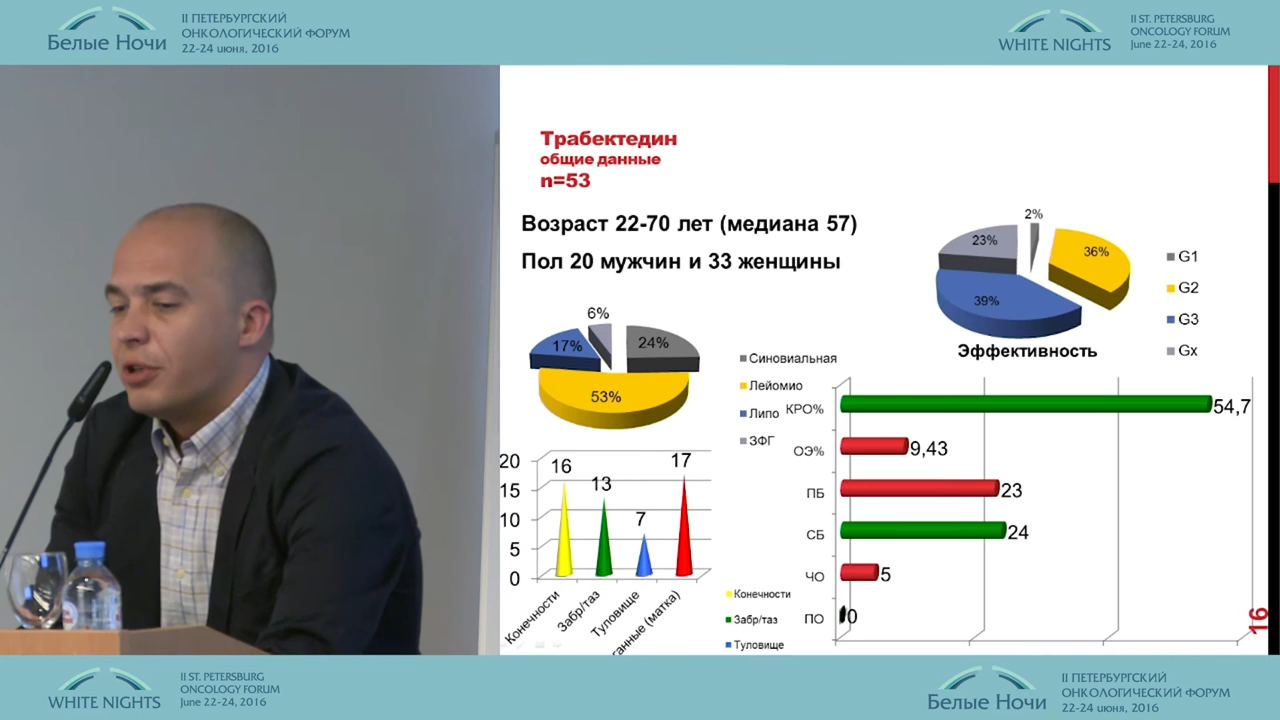 Белые Ночи
II ПЕТЕРБУРГСКИЙ
ОНКОЛОГИЧЕСКИЙ ФОРУМ
22-24 июня, 2016
WHITE NIGHTS
II ST. PETERSBURG
ONCOLOGY FORUM
June 22-24, 2016
Трабектедин
общие данные
n=53
Возраст 22-70 лет (медиана 57)
Пол 20 мужчин и 33 женщины
2%
23%
36%
39%
G1
G2
G3
Gx
6%
17%
24%
53%
Синовиальная
Лейомио
Липо
ЗФГ
Эффективность
КРО% 54,7
ОЭ% 9,43
ПБ 23
СБ 24
ЧО 5
ПО 0
20
15
10
5
0
16
13
7
17
Конечности
Забр/таз
Туловище
ганные (матка)
Конечности
Забр/таз
Туловище
16
WHITE NIGHTS
II ST. PETERSBURG
ONCOLOGY FORUM
June 22-24, 2016
Белые Ночи
II ПЕТЕРБУРГСКИЙ
ОНКОЛОГИЧЕСКИЙ ФОРУМ
22-24 июня, 2016